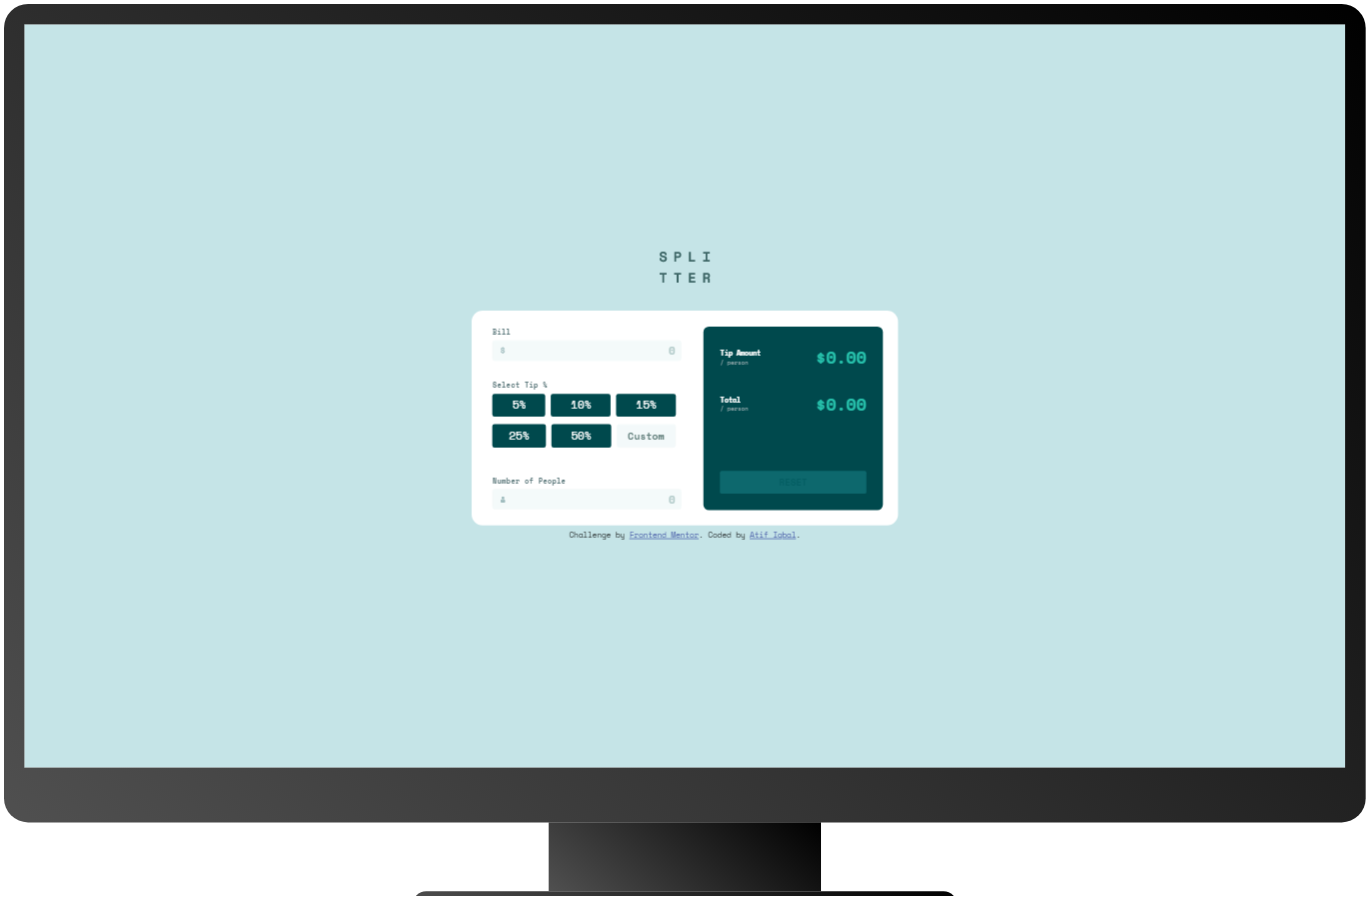 SPLI
TTER
Bill
$ 0
Select Tip %
5% 10% 15%
25% 50% Custom
Number of People
0
Tip Amount
/ person
$0.00
Total
/ person
$0.00
RESET
Challenge by Frontend Mentor. Coded by Atif Iqbal.